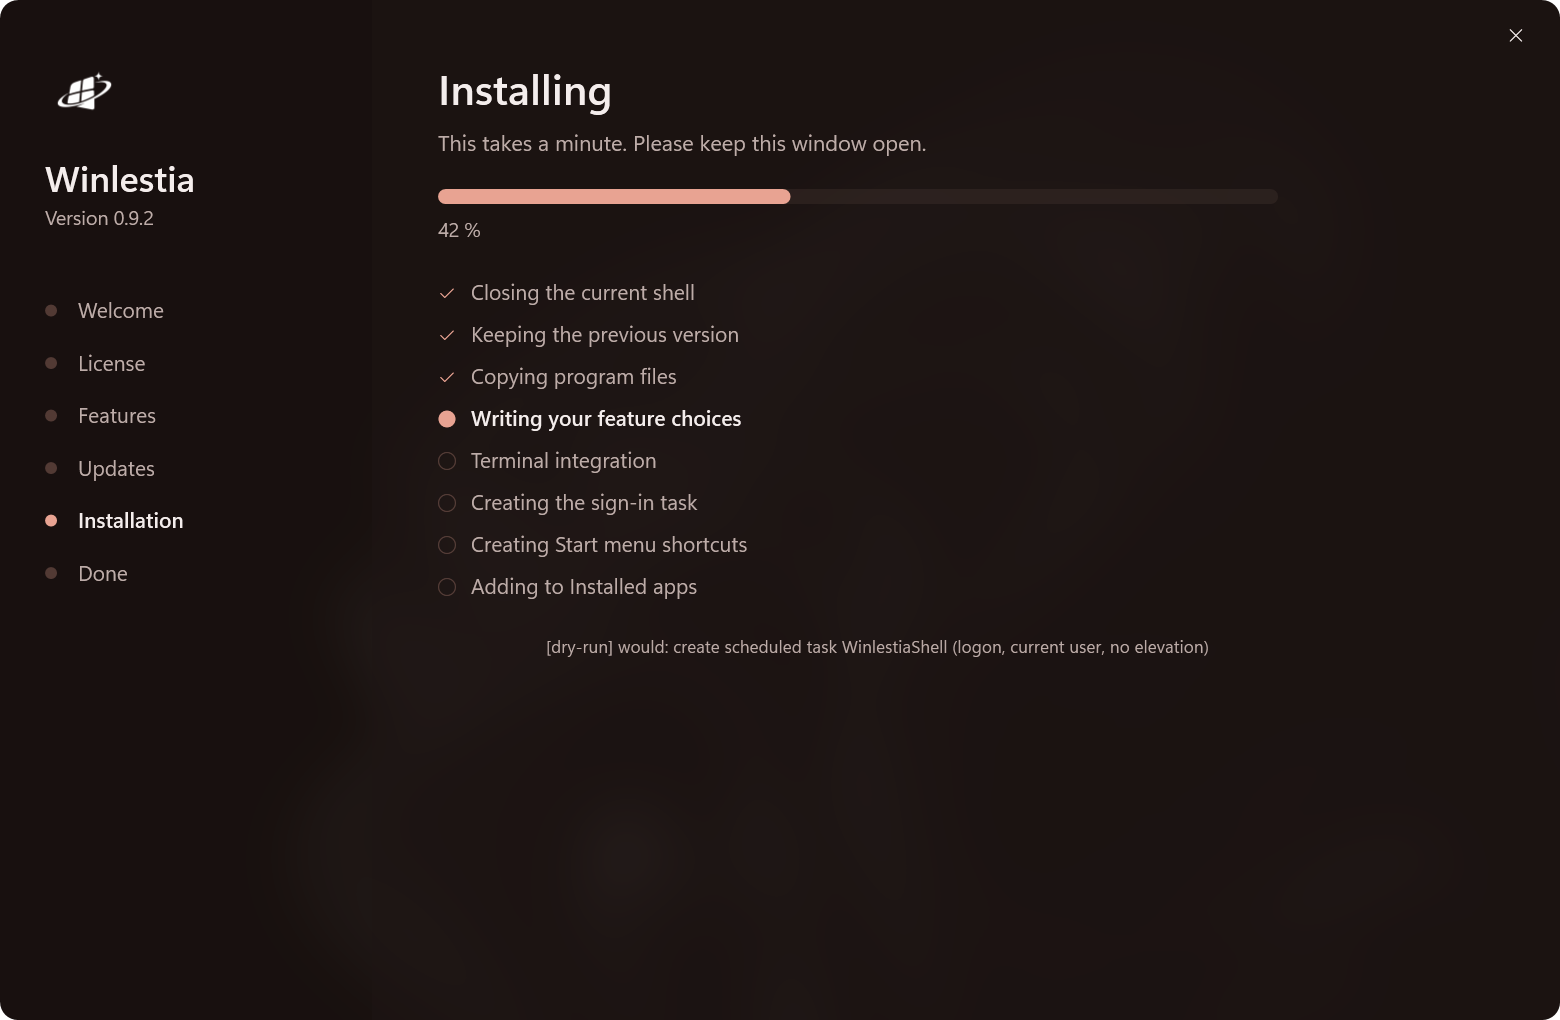 Winlestia
Version 0.9.2
Welcome
License
Features
Updates
Installation
Done
Installing
This takes a minute. Please keep this window open.
42 %
Closing the current shell
Keeping the previous version
Copying program files
Writing your feature choices
Terminal integration
Creating the sign-in task
Creating Start menu shortcuts
Adding to Installed apps
[dry-run] would: create scheduled task WinlestiaShell (logon, current user, no elevation)